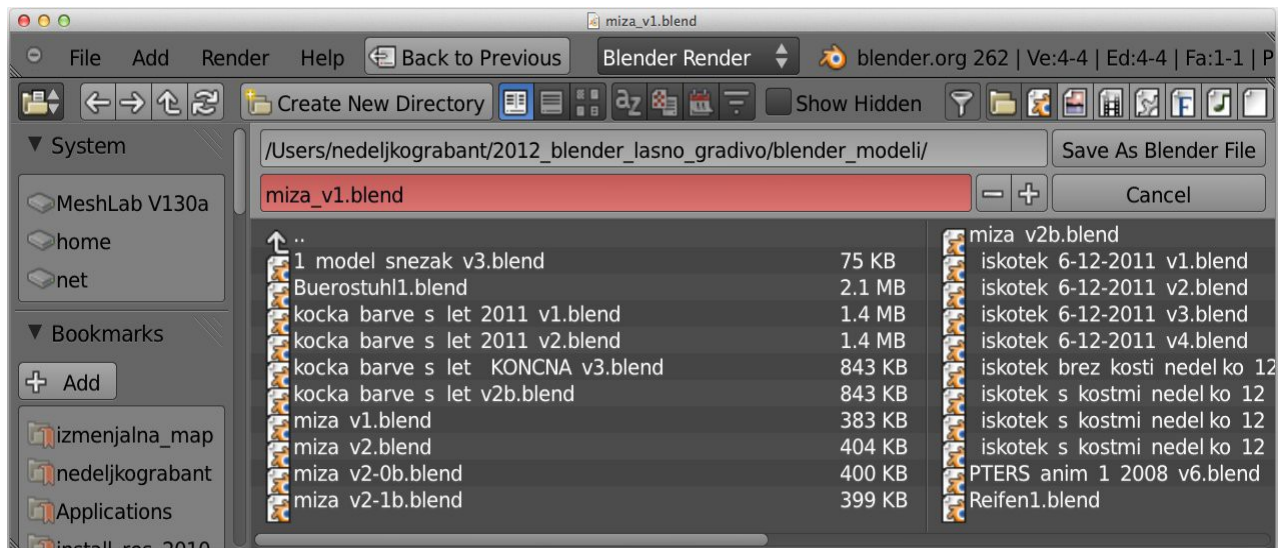 miza_v1.blend
File Add Render Help Back to Previous Blender Render blender.org 262 | Ve:4-4 | Ed:4-4 | Fa:1-1 | P
Create New Directory Show Hidden
System
MeshLab V130a
home
net
Bookmarks
Add
izmenjalna_map
nedeljkograbant
Applications
/Users/nedeljkograbant/2012_blender_lasno_gradivo/blender_modeli/ Save As Blender File
miza_v1.blend Cancel
..
1 model snezak v3.blend 75 KB
Buerostuhl1.blend 2.1 MB
kocka barve s let 2011 v1.blend 1.4 MB
kocka barve s let 2011 v2.blend 1.4 MB
kocka barve s let KONCNA v3.blend 843 KB
kocka barve s let v2b.blend 843 KB
miza v1.blend 383 KB
miza v2.blend 404 KB
miza v2-0b.blend 400 KB
miza v2-1b.blend 399 KB
miza v2b.blend
iskotek 6-12-2011 v1.blend
iskotek 6-12-2011 v2.blend
iskotek 6-12-2011 v3.blend
iskotek 6-12-2011 v4.blend
iskotek brez kosti nedel ko 12
iskotek s kostmi nedel ko 12
iskotek s kostmi nedel ko 12
iskotek s kostmi nedel ko 12
PTERS anim 1 2008 v6.blend
Reifen1.blend